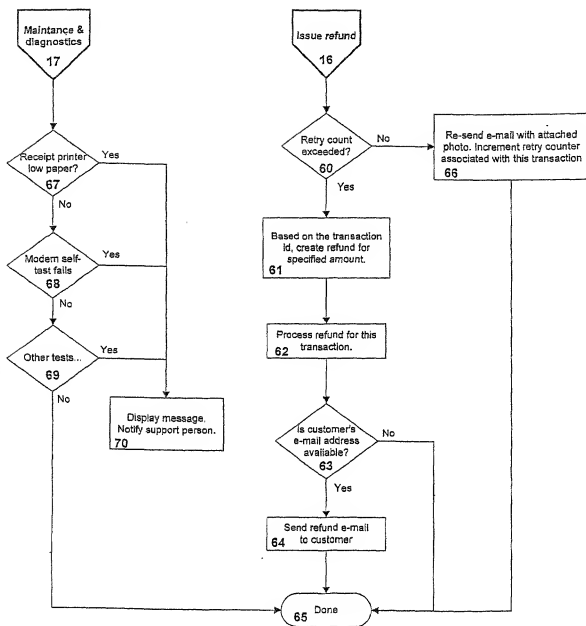 Maintance &
diagnostics
17
Receipt printer
low paper?
67
Yes
No
Modem self-
test fails
68
Yes
No
Other tests...
69
Yes
No
Display message.
Notify support person.
70
Issue refund
16
Retry count
exceeded?
60
No
Yes
Re-send e-mail with attached
photo. Increment retry counter
associated with this transaction
66
Based on the transaction
id, create refund for
specified amount.
61
Process refund for this
transaction.
62
Is customer's
e-mail address
available?
63
No
Yes
Send refund e-mail
to customer
64
Done
65